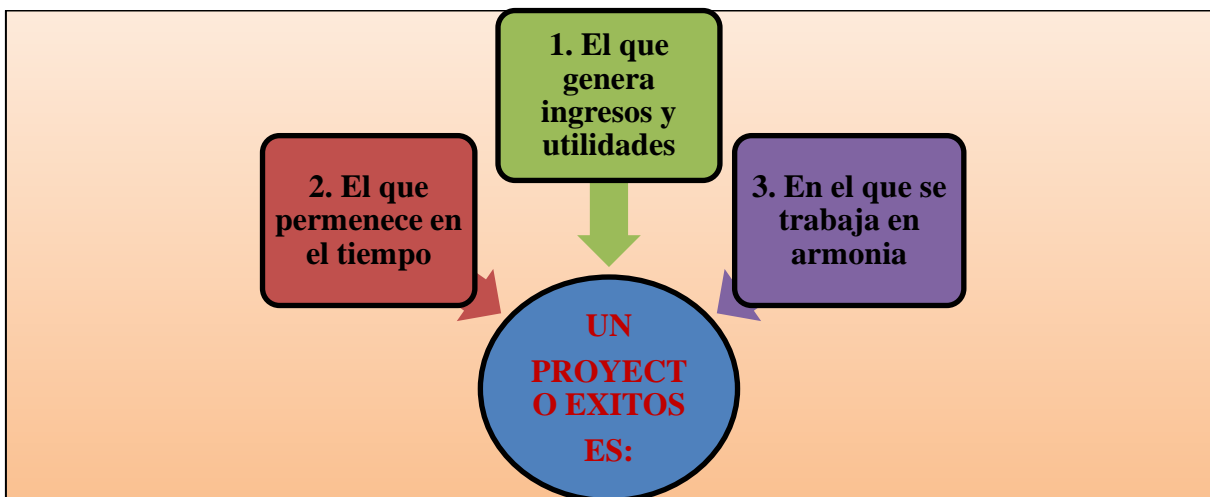 1. El que
genera
ingresos y
utilidades
2. El que
permenece en
el tiempo
3. En el que se
trabaja en
armonia
UN
PROYECT
O EXITOS
ES: